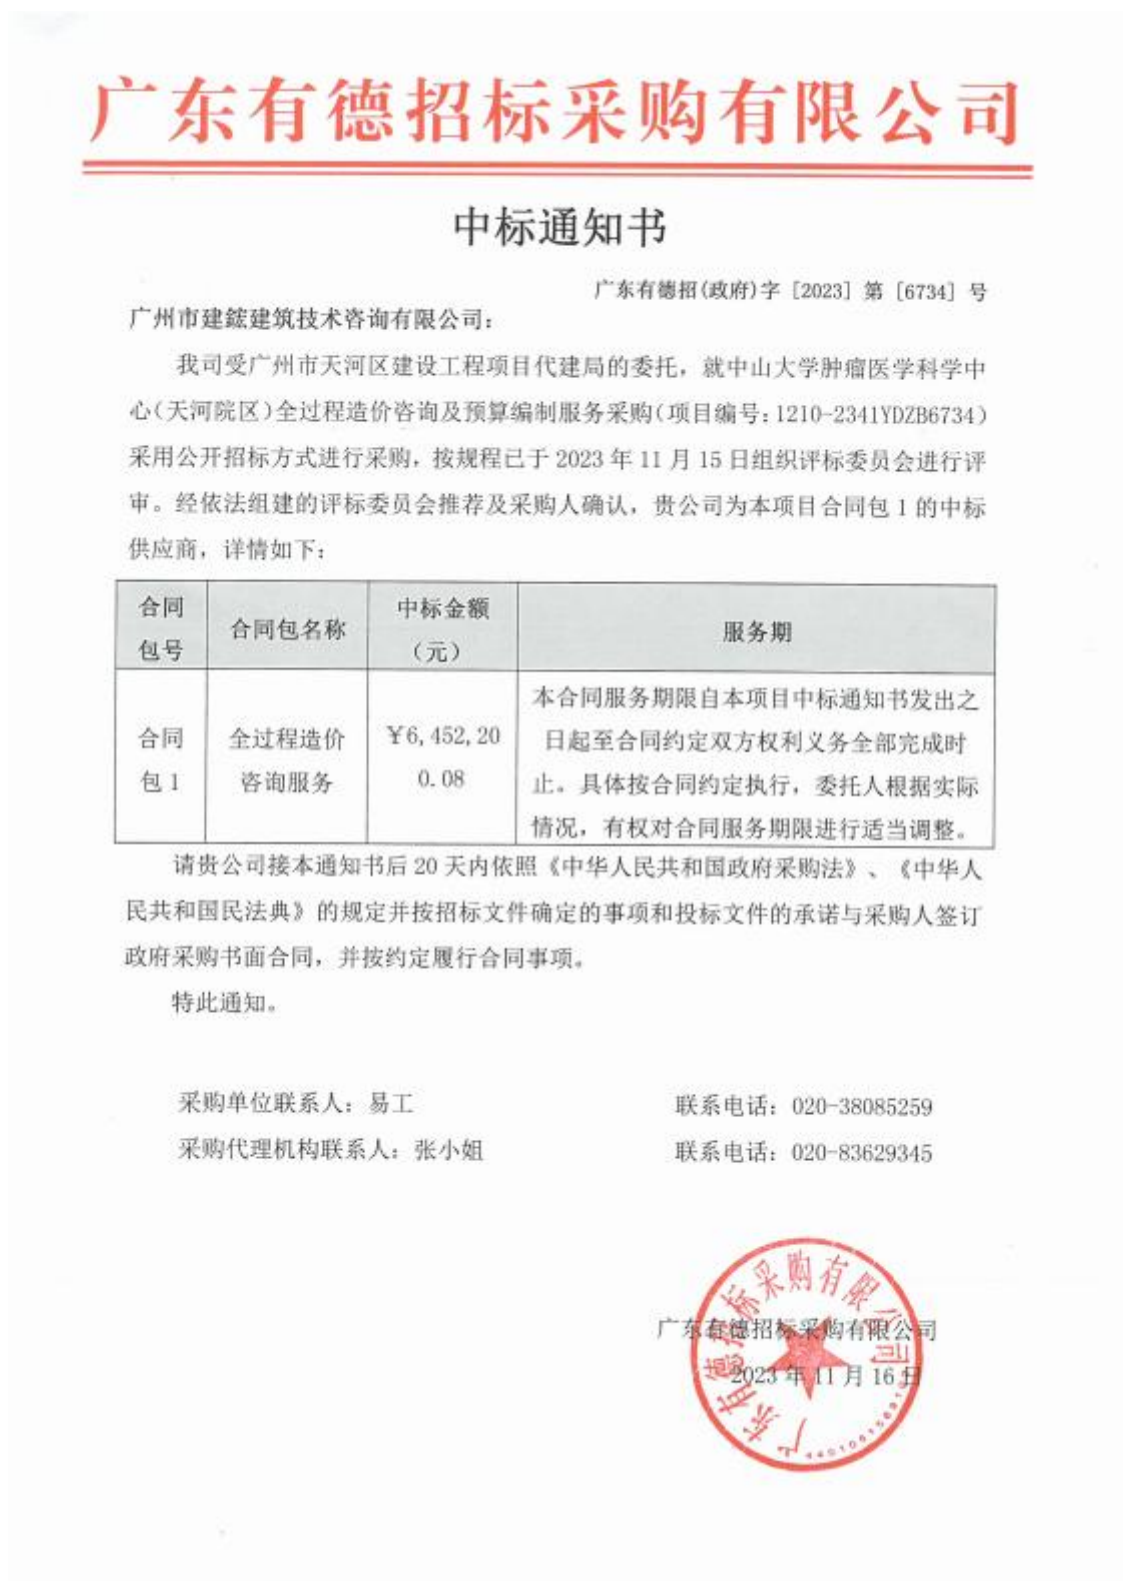 广东有德招标采购有限公司
中标通知书
广东有德招(政府)字 [2023] 第 [6734] 号
广州市建鋐建筑技术咨询有限公司：
我司受广州市天河区建设工程项目代建局的委托，就中山大学肿瘤医学科学中
心(天河院区)全过程造价咨询及预算编制服务采购(项目编号：1210-2341YDZB6734)
采用公开招标方式进行采购，按规程已于 2023 年 11 月 15 日组织评标委员会进行评
审。经依法组建的评标委员会推荐及采购人确认，贵公司为本项目合同包 1 的中标
供应商，详情如下：
合同
包号
合同包名称
中标金额
（元）
服务期
合同
包 1
全过程造价
咨询服务
￥6,452,20
0.08
本合同服务期限自本项目中标通知书发出之
日起至合同约定双方权利义务全部完成时
止。具体按合同约定执行，委托人根据实际
情况，有权对合同服务期限进行适当调整。
请贵公司接本通知书后 20 天内依照《中华人民共和国政府采购法》、《中华人
民共和国民法典》的规定并按招标文件确定的事项和投标文件的承诺与采购人签订
政府采购书面合同，并按约定履行合同事项。
特此通知。
采购单位联系人：易工 联系电话：020-38085259
采购代理机构联系人：张小姐 联系电话：020-83629345
广东有德招标采购有限公司
2023 年 11 月 16 日
广东有德招标采购有限公司